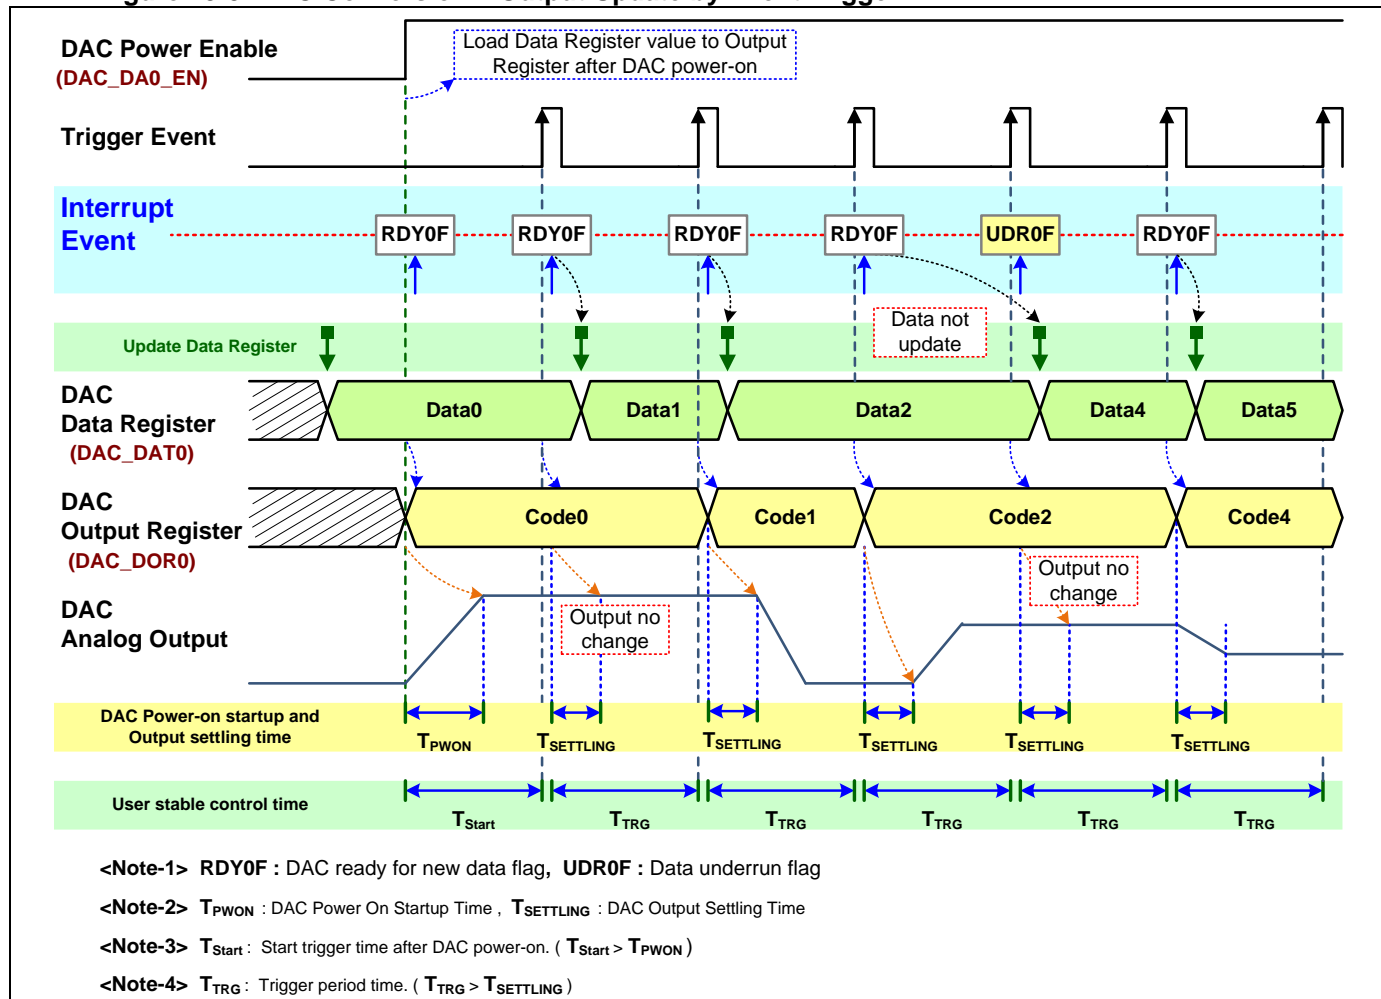 DAC Power Enable
(DAC_DA0_EN)
Load Data Register value to Output
Register after DAC power-on
Trigger Event
Interrupt
Event
RDY0F RDY0F RDY0F RDY0F UDR0F RDY0F
Data not
update
Update Data Register
DAC
Data Register
(DAC_DAT0)
Data0 Data1 Data2 Data4 Data5
DAC
Output Register
(DAC_DOR0)
Code0 Code1 Code2 Code4
Output no
change
Output no
change
DAC
Analog Output
DAC Power-on startup and
Output settling time
TPWON TSETTLING TSETTLING TSETTLING TSETTLING TSETTLING
User stable control time
TStart TTRG TTRG TTRG TTRG TTRG
<Note-1> RDY0F : DAC ready for new data flag, UDR0F : Data underrun flag
<Note-2> TPWON : DAC Power On Startup Time , TSETTLING : DAC Output Settling Time
<Note-3> TStart : Start trigger time after DAC power-on. ( TStart > TPWON )
<Note-4> TTRG : Trigger period time. ( TTRG > TSETTLING )